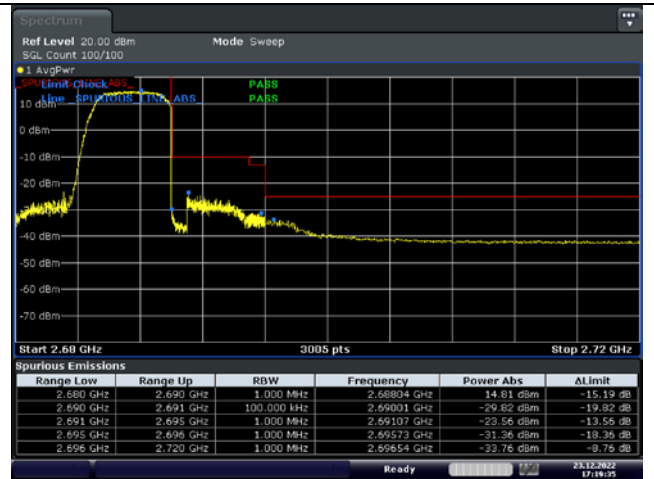 Spectrum
Ref Level 20.00 dBm Mode Sweep
SGL Count 100/100
1 AvgPwr
Limit Check PASS
Line _SPURIOUS_LINE_ABS_ PASS
10 dBm
0 dBm
-10 dBm
-20 dBm
-40 dBm
-50 dBm
-60 dBm
-70 dBm
Start 2.68 GHz 3005 pts Stop 2.72 GHz
Spurious Emissions
Range Low Range Up RBW Frequency Power Abs ΔLimit
2.680 GHz 2.690 GHz 1.000 MHz 2.68804 GHz 14.81 dBm -15.19 dB
2.690 GHz 2.691 GHz 100.000 kHz 2.69001 GHz -29.82 dBm -19.82 dB
2.691 GHz 2.695 GHz 1.000 MHz 2.69107 GHz -23.56 dBm -13.56 dB
2.695 GHz 2.696 GHz 1.000 MHz 2.69573 GHz -31.36 dBm -18.36 dB
2.696 GHz 2.720 GHz 1.000 MHz 2.69654 GHz -33.76 dBm -8.76 dB
Ready 23.12.2022
17:19:35